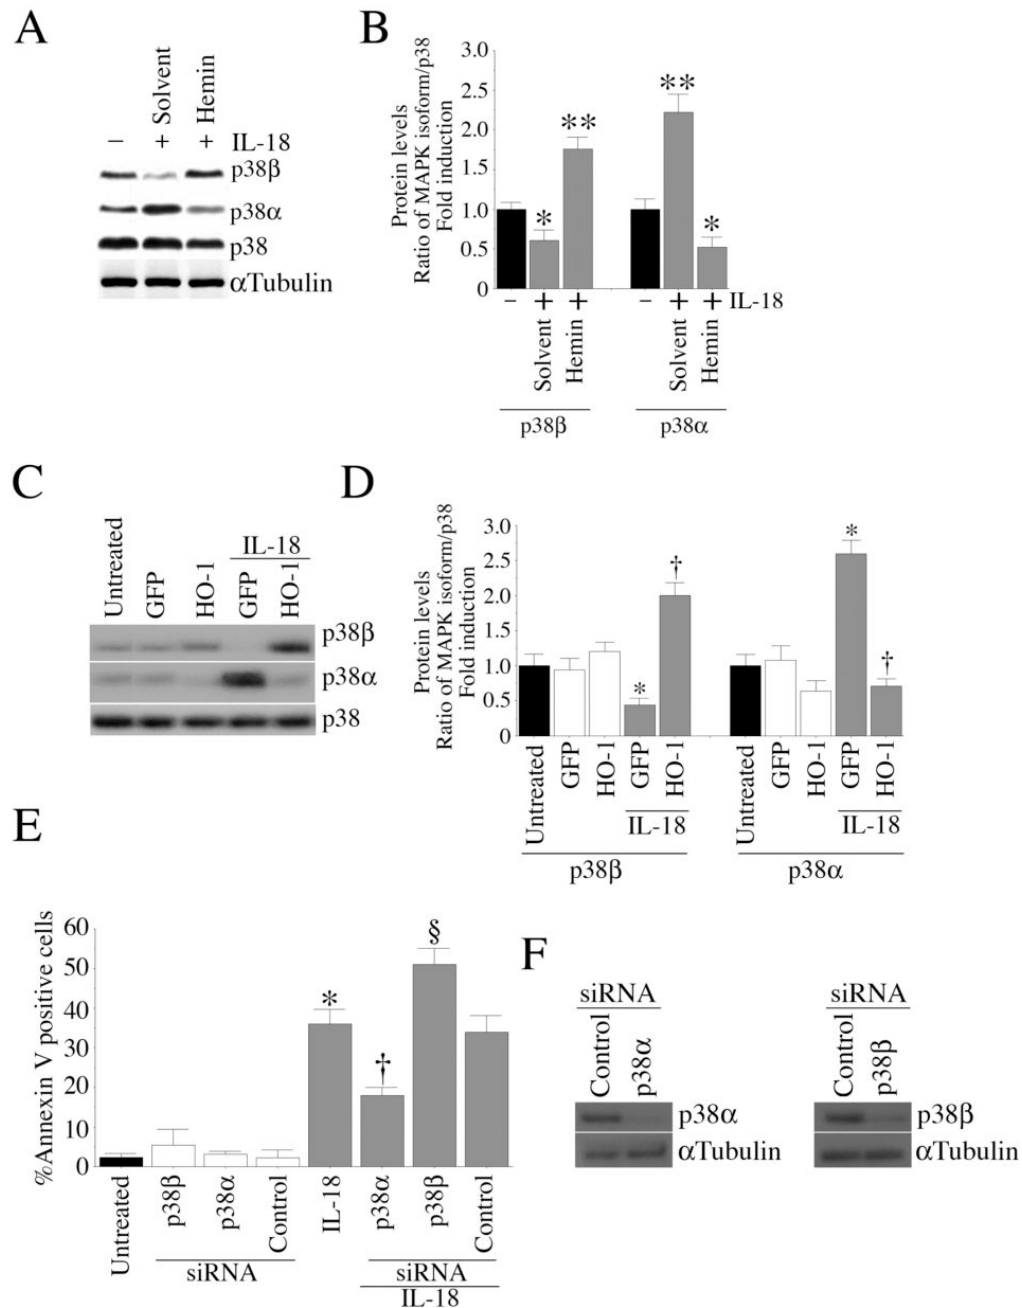 A
Solvent
Hemin
− + + IL-18
p38β
p38α
p38
αTubulin
B
Protein levels
Ratio of MAPK isoform/p38
Fold induction
3.0
2.5
2.0
1.5
1.0
0.5
0
*
**
**
*
− + + − + + IL-18
Solvent
Hemin
Solvent
Hemin
p38β
p38α
C
Untreated
GFP
HO-1
IL-18
GFP
HO-1
p38β
p38α
p38
D
Protein levels
Ratio of MAPK isoform/p38
Fold induction
3.0
2.5
2.0
1.5
1.0
0.5
0
*
†
*
†
Untreated
GFP
HO-1
GFP
HO-1
IL-18
p38β
Untreated
GFP
HO-1
GFP
HO-1
IL-18
p38α
E
%Annexin V positive cells
60
50
40
30
20
10
0
*
†
§
Untreated
p38β
p38α
Control
siRNA
IL-18
p38α
p38β
Control
siRNA
IL-18
F
siRNA
Control
p38α
p38α
αTubulin
siRNA
Control
p38β
p38β
αTubulin